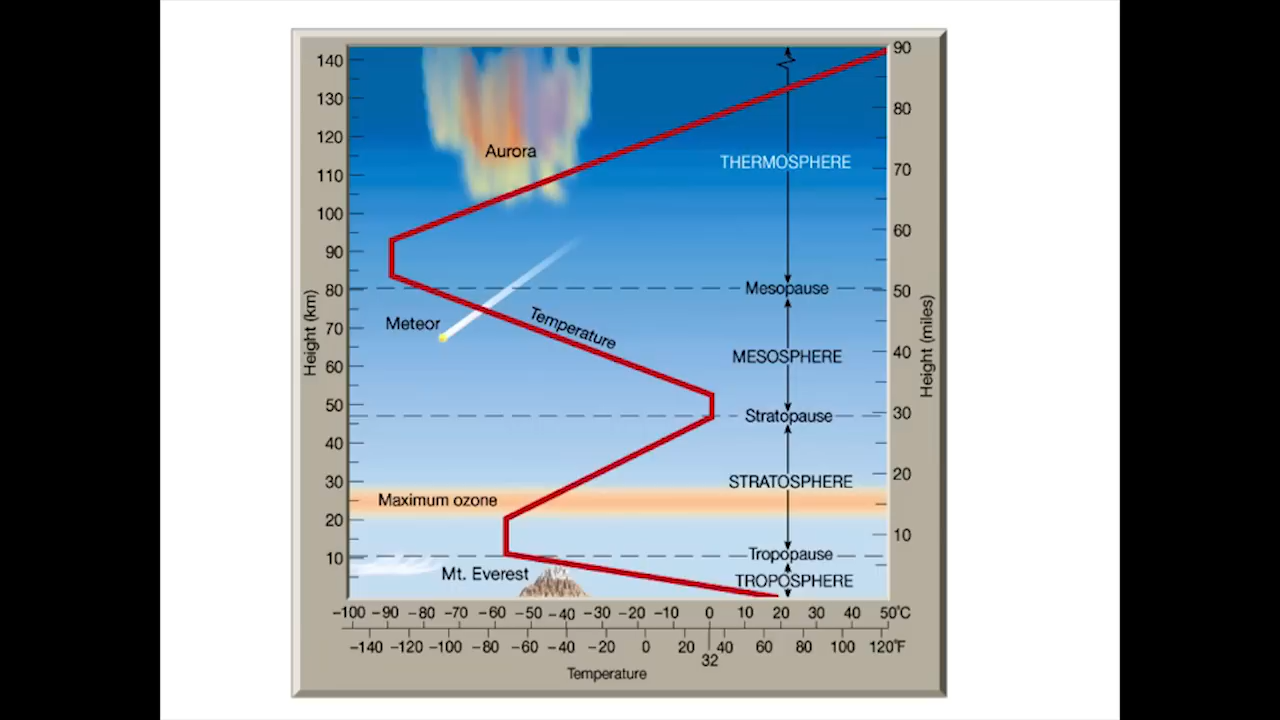 140
130
120
110
100
90
80
70
60
50
40
30
20
10
Height (km)
90
80
70
60
50
40
30
20
10
Height (miles)
Aurora
THERMOSPHERE
Mesopause
Meteor
Temperature
MESOSPHERE
Stratopause
STRATOSPHERE
Maximum ozone
Tropopause
Mt. Everest
TROPOSPHERE
−100 −90 −80 −70 −60 −50 −40 −30 −20 −10 0 10 20 30 40 50°C
−140 −120 −100 −80 −60 −40 −20 0 20 40 60 80 100 120°F
32
Temperature